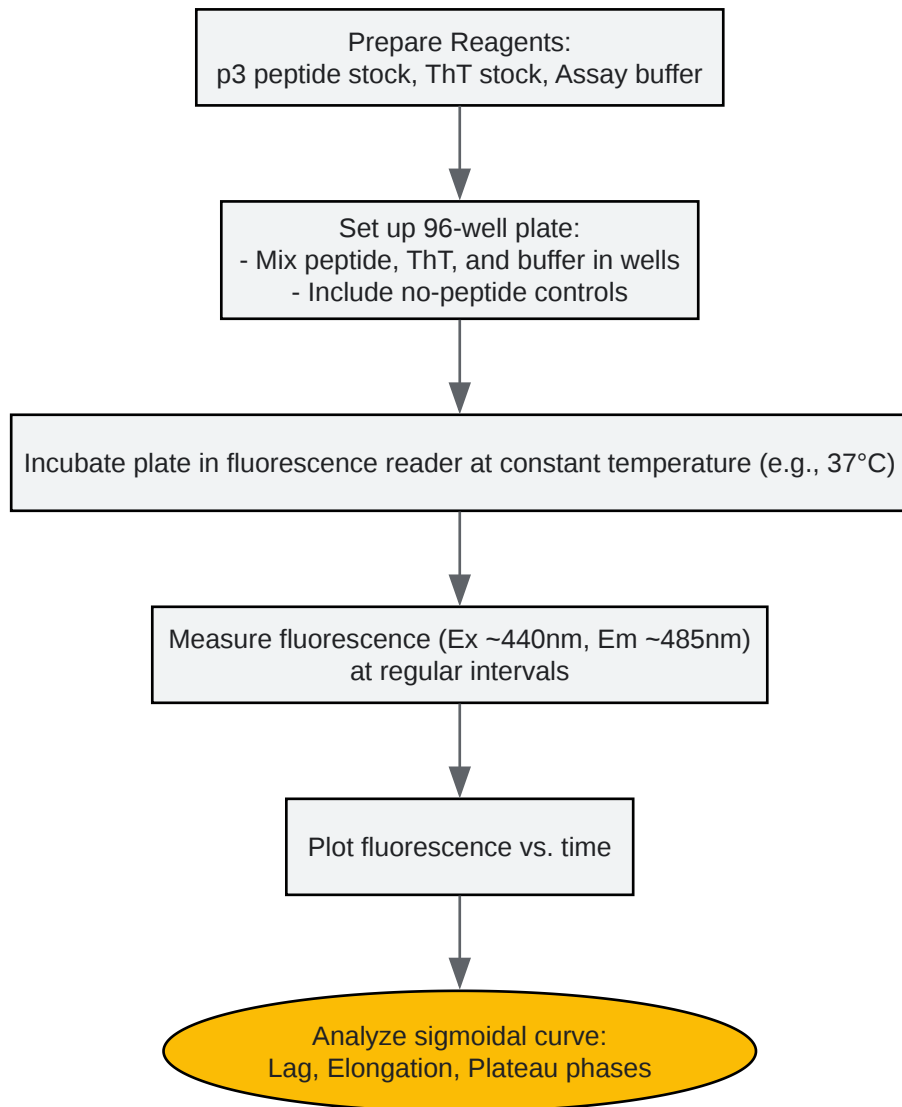 Prepare Reagents:
p3 peptide stock, ThT stock, Assay buffer
Set up 96-well plate:
- Mix peptide, ThT, and buffer in wells
- Include no-peptide controls
Incubate plate in fluorescence reader at constant temperature (e.g., 37°C)
Measure fluorescence (Ex ~440nm, Em ~485nm)
at regular intervals
Plot fluorescence vs. time
Analyze sigmoidal curve:
Lag, Elongation, Plateau phases